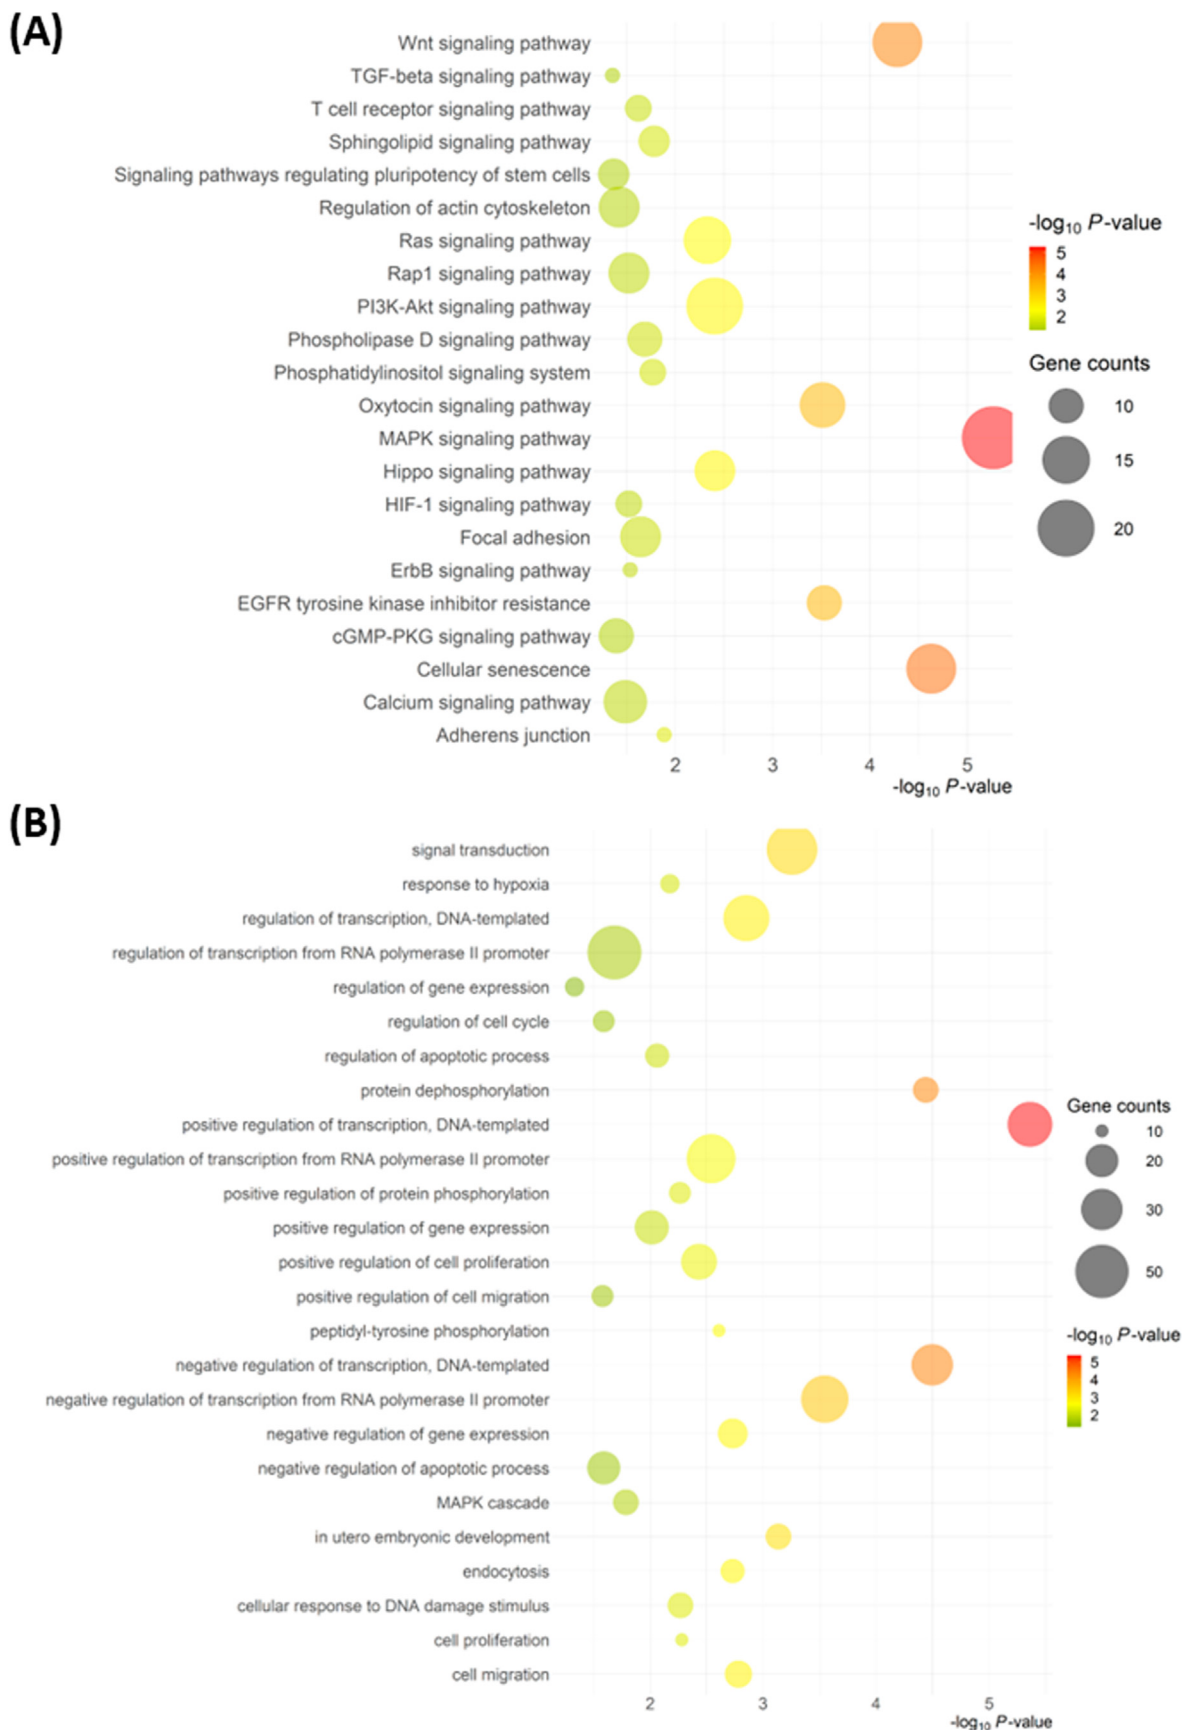 (A)
Wnt signaling pathway
TGF-beta signaling pathway
T cell receptor signaling pathway
Sphingolipid signaling pathway
Signaling pathways regulating pluripotency of stem cells
Regulation of actin cytoskeleton
Ras signaling pathway
Rap1 signaling pathway
PI3K-Akt signaling pathway
Phospholipase D signaling pathway
Phosphatidylinositol signaling system
Oxytocin signaling pathway
MAPK signaling pathway
Hippo signaling pathway
HIF-1 signaling pathway
Focal adhesion
ErbB signaling pathway
EGFR tyrosine kinase inhibitor resistance
cGMP-PKG signaling pathway
Cellular senescence
Calcium signaling pathway
Adherens junction
2 3 4 5
-log10 P-value
-log10 P-value
5
4
3
2
Gene counts
10
15
20
(B)
signal transduction
response to hypoxia
regulation of transcription, DNA-templated
regulation of transcription from RNA polymerase II promoter
regulation of gene expression
regulation of cell cycle
regulation of apoptotic process
protein dephosphorylation
positive regulation of transcription, DNA-templated
positive regulation of transcription from RNA polymerase II promoter
positive regulation of protein phosphorylation
positive regulation of gene expression
positive regulation of cell proliferation
positive regulation of cell migration
peptidyl-tyrosine phosphorylation
negative regulation of transcription, DNA-templated
negative regulation of transcription from RNA polymerase II promoter
negative regulation of gene expression
negative regulation of apoptotic process
MAPK cascade
in utero embryonic development
endocytosis
cellular response to DNA damage stimulus
cell proliferation
cell migration
2 3 4 5
-log10 P-value
Gene counts
10
20
30
50
-log10 P-value
5
4
3
2